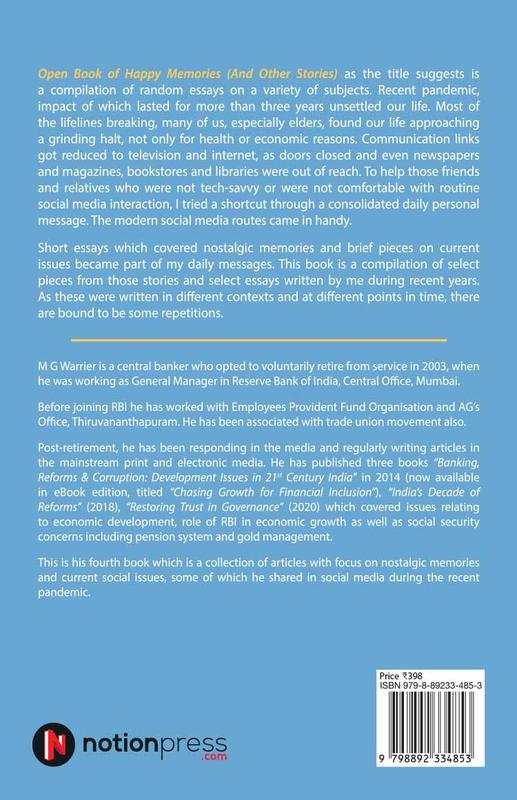 Open Book of Happy Memories (And Other Stories) as the title suggests is
a compilation of random essays on a variety of subjects. Recent pandemic,
impact of which lasted for more than three years unsettled our life. Most of
the lifelines breaking, many of us, especially elders, found our life approaching
a grinding halt, not only for health or economic reasons. Communication links
got reduced to television and internet, as doors closed and even newspapers
and magazines, bookstores and libraries were out of reach. To help those friends
and relatives who were not tech-savvy or were not comfortable with routine
social media interaction, I tried a shortcut through a consolidated daily personal
message. The modern social media routes came in handy.
Short essays which covered nostalgic memories and brief pieces on current
issues became part of my daily messages. This book is a compilation of select
pieces from those stories and select essays written by me during recent years.
As these were written in different contexts and at different points in time, there
are bound to be some repetitions.
M G Warrier is a central banker who opted to voluntarily retire from service in 2003, when
he was working as General Manager in Reserve Bank of India, Central Office, Mumbai.
Before joining RBI he has worked with Employees Provident Fund Organisation and AG's
Office, Thiruvananthapuram. He has been associated with trade union movement also.
Post-retirement, he has been responding in the media and regularly writing articles in
the mainstream print and electronic media. He has published three books "Banking,
Reforms & Corruption: Development Issues in 21st Century India" in 2014 (now available
in eBook edition, titled "Chasing Growth for Financial Inclusion"), "India's Decade of
Reforms" (2018), "Restoring Trust in Governance" (2020) which covered issues relating
to economic development, role of RBI in economic growth as well as social security
concerns including pension system and gold management.
This is his fourth book which is a collection of articles with focus on nostalgic memories
and current social issues, some of which he shared in social media during the recent
pandemic.
Price ₹398
ISBN 979-8-89233-485-3
9 798892 334853
N notionpress
.com